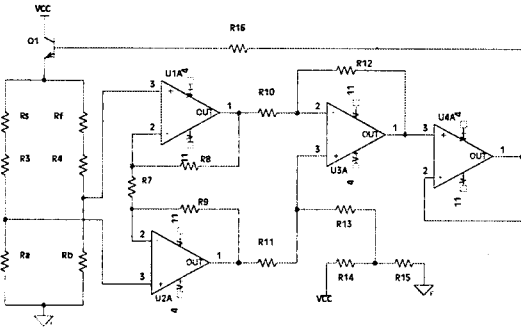 VCC
R16
Q1
U1A
4
3
+
1
R10
R12
OUT
2
-
11
R8
Rs
Rf
R3
R4
R7
R9
11
2
-
1
R11
OUT
3
+
U2A
4
Ra
Rb
11
2
-
1
OUT
3
+
U3A
4
U4A
4
3
+
1
OUT
2
-
11
R13
R14
R15
VCC